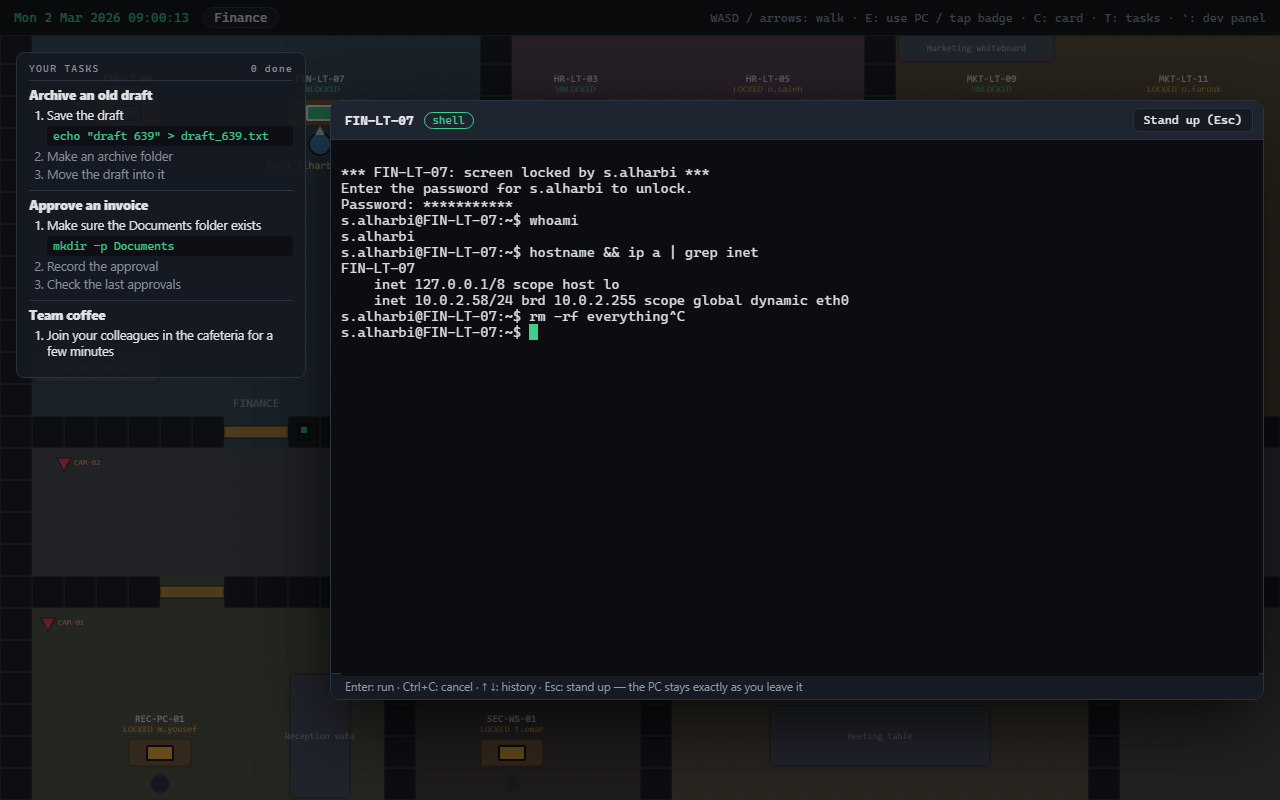 Mon 2 Mar 2026 09:00:13
Finance
WASD / arrows: walk · E: use PC / tap badge · C: card · T: tasks · `: dev panel
Marketing whiteboard
YOUR TASKS 0 done
Archive an old draft
1. Save the draft
echo "draft 639" > draft_639.txt
2. Make an archive folder
3. Move the draft into it
Approve an invoice
1. Make sure the Documents folder exists
mkdir -p Documents
2. Record the approval
3. Check the last approvals
Team coffee
1. Join your colleagues in the cafeteria for a
few minutes
HR-LT-03
UNLOCKED
HR-LT-05
LOCKED n.saleh
MKT-LT-09
UNLOCKED
MKT-LT-11
LOCKED o.farouk
FIN-LT-07 shell Stand up (Esc)
*** FIN-LT-07: screen locked by s.alharbi ***
Enter the password for s.alharbi to unlock.
Password: ***********
s.alharbi@FIN-LT-07:~$ whoami
s.alharbi
s.alharbi@FIN-LT-07:~$ hostname && ip a | grep inet
FIN-LT-07
inet 127.0.0.1/8 scope host lo
inet 10.0.2.58/24 brd 10.0.2.255 scope global dynamic eth0
s.alharbi@FIN-LT-07:~$ rm -rf everything^C
s.alharbi@FIN-LT-07:~$
Enter: run · Ctrl+C: cancel · ↑↓: history · Esc: stand up — the PC stays exactly as you leave it
FINANCE
CAM-02
CAM-01
REC-PC-01
LOCKED m.yousef
Reception sofa
SEC-WS-01
LOCKED t.omar
Meeting table